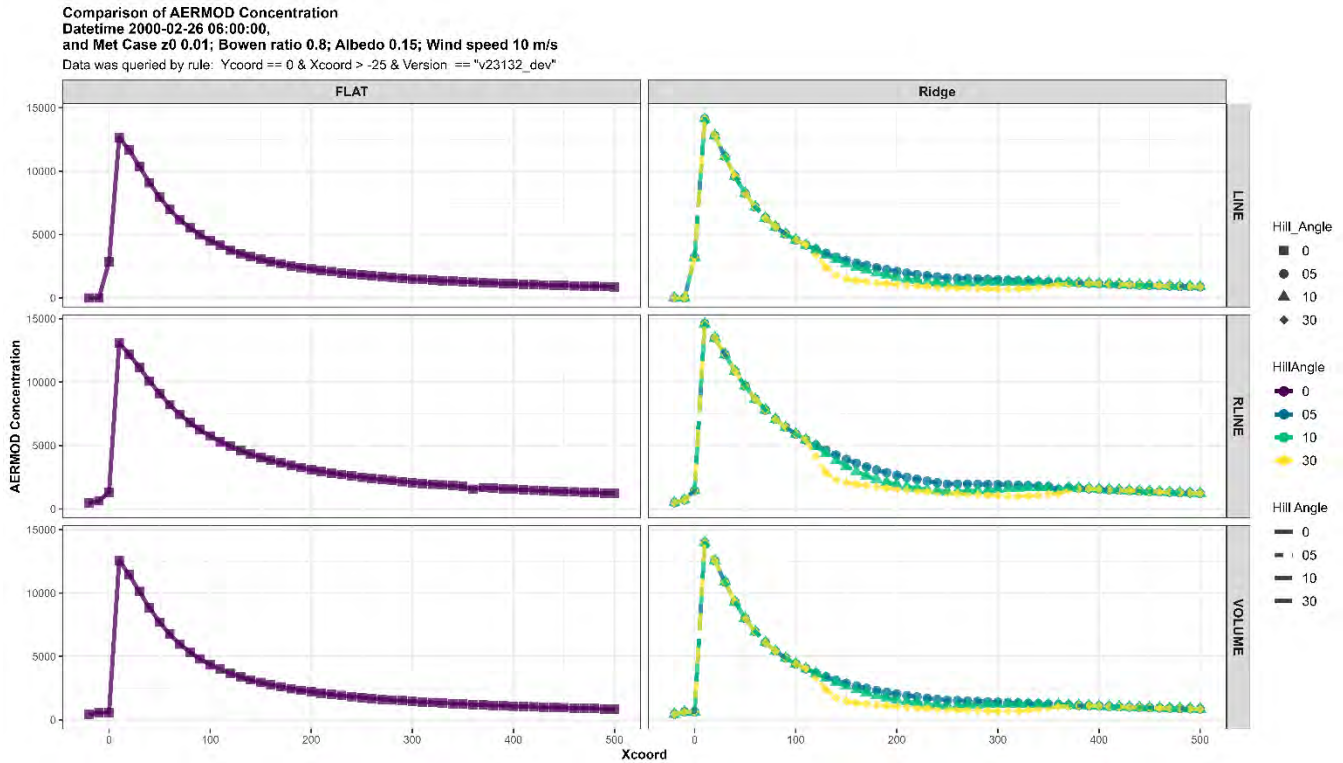 Comparison of AERMOD Concentration
Datetime 2000-02-26 06:00:00,
and Met Case z0 0.01; Bowen ratio 0.8; Albedo 0.15; Wind speed 10 m/s
Data was queried by rule: Ycoord == 0 & Xcoord > -25 & Version == "v23132_dev"
FLAT
Ridge
15000
10000
5000
0
LINE
15000
10000
5000
0
RLINE
15000
10000
5000
0
VOLUME
AERMOD Concentration
0 100 200 300 400 500
0 100 200 300 400 500
Xcoord
Hill_Angle
0
05
10
30
HillAngle
0
05
10
30
Hill Angle
0
05
10
30